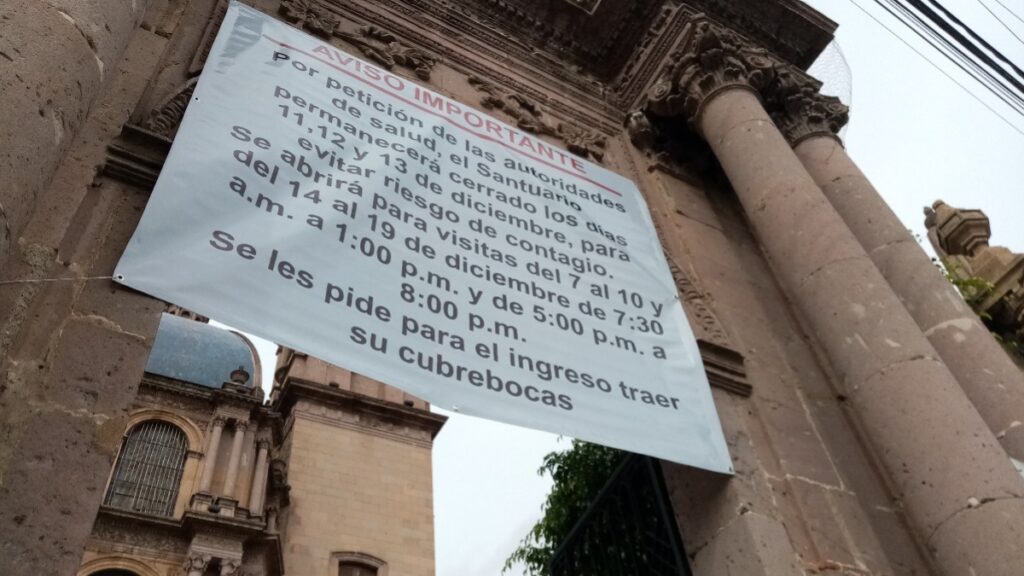 AVISO IMPORTANTE
Por petición de las autoridades
de salud, el Santuario
permanecerá cerrado los días
11,12 y 13 de diciembre, para
evitar riesgo de contagio.
Se abrirá para visitas del 7 al 10 y
del 14 al 19 de diciembre de 7:30
a.m. a 1:00 p.m. y de 5:00 p.m. a
8:00 p.m.
Se les pide para el ingreso traer
su cubrebocas